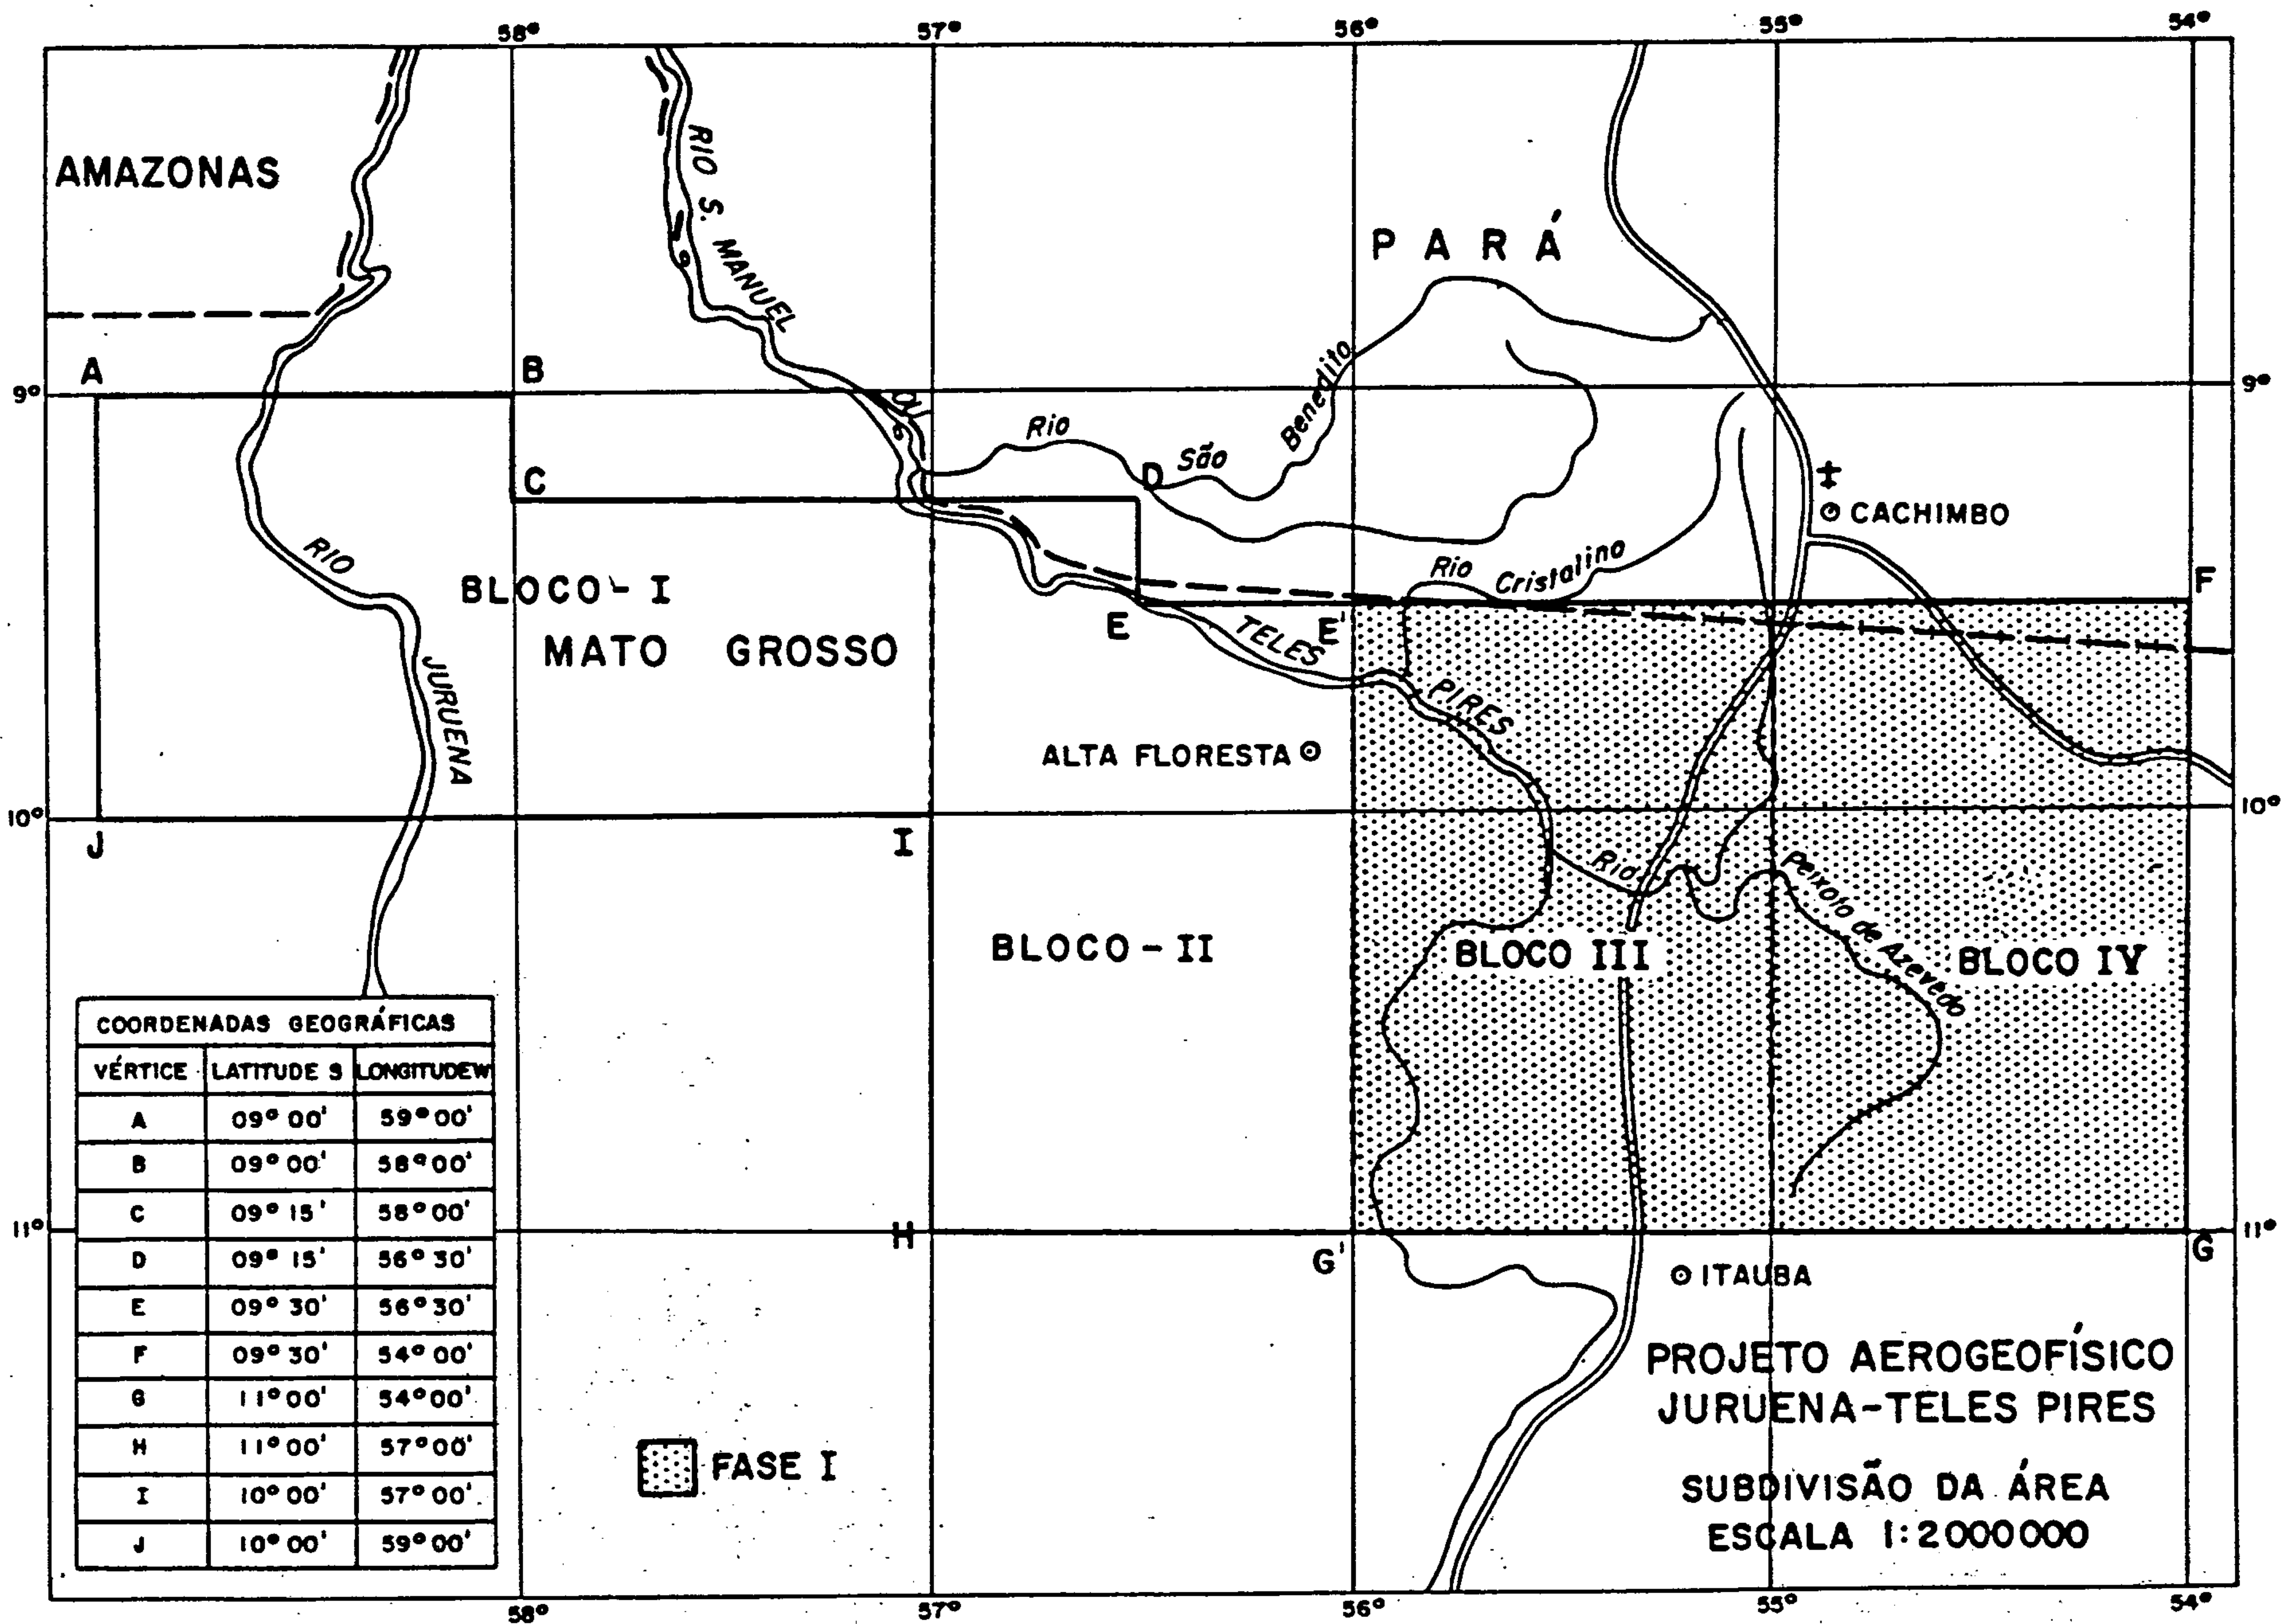 58° 57° 56° 55° 54°
AMAZONAS
RIO S. MANUEL
PARÁ
A
B
9°
9°
OU
Rio São Benedito
C
D
CACHIMBO
RIO JURUENA
BLOCO - I
Rio Cristalino
F
E
E'
TELES PIRES
MATO GROSSO
ALTA FLORESTA
10°
10°
J
I
Rio Peixoto de Azevedo
BLOCO - II
BLOCO III
BLOCO IV
COORDENADAS GEOGRÁFICAS
VÉRTICE LATITUDE S LONGITUDE W
A 09° 00' 59° 00'
B 09° 00' 58° 00'
C 09° 15' 58° 00'
D 09° 15' 56° 30'
E 09° 30' 56° 30'
F 09° 30' 54° 00'
G 11° 00' 54° 00'
H 11° 00' 57° 00'
I 10° 00' 57° 00'
J 10° 00' 59° 00'
11°
11°
H
G'
G
ITAUBA
FASE I
PROJETO AEROGEOFÍSICO
JURUENA-TELES PIRES
SUBDIVISÃO DA ÁREA
ESCALA 1:2000000
58° 57° 56° 55° 54°